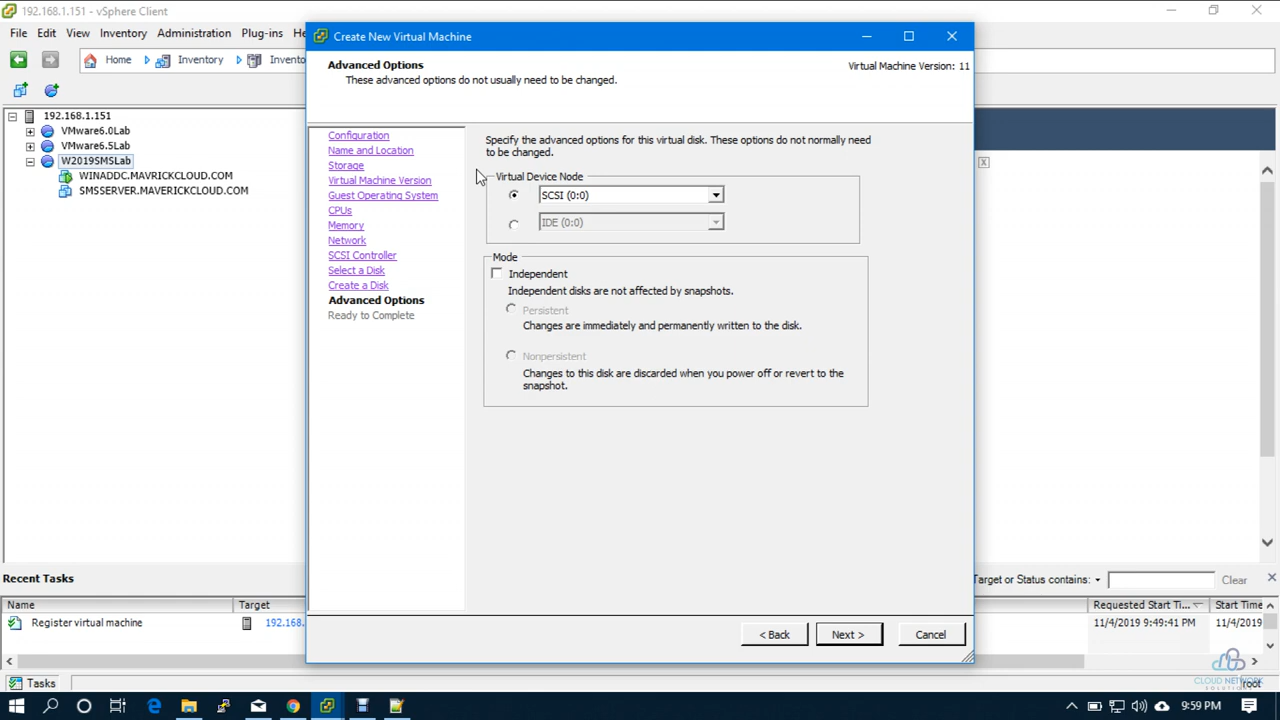 192.168.1.151 - vSphere Client
File Edit View Inventory Administration Plug-ins
Home Inventory
192.168.1.151
VMware6.0Lab
VMware6.5Lab
W2019SMSLab
WINADDC.MAVRICKCLOUD.COM
SMSSERVER.MAVERICKCLOUD.COM
Create New Virtual Machine
Advanced Options
These advanced options do not usually need to be changed.
Virtual Machine Version: 11
Configuration
Name and Location
Storage
Virtual Machine Version
Guest Operating System
CPUs
Memory
Network
SCSI Controller
Select a Disk
Create a Disk
Advanced Options
Ready to Complete
Specify the advanced options for this virtual disk. These options do not normally need
to be changed.
Virtual Device Node
SCSI (0:0)
IDE (0:0)
Mode
Independent
Independent disks are not affected by snapshots.
Persistent
Changes are immediately and permanently written to the disk.
Nonpersistent
Changes to this disk are discarded when you power off or revert to the
snapshot.
< Back Next > Cancel
Recent Tasks
Target or Status contains: Clear
Name Target Requested Start Ti... Start Time
Register virtual machine 192.168. 11/4/2019 9:49:41 PM 11/4/2019
CLOUD NETWORK
SOLUTIONS
Tasks root
9:59 PM